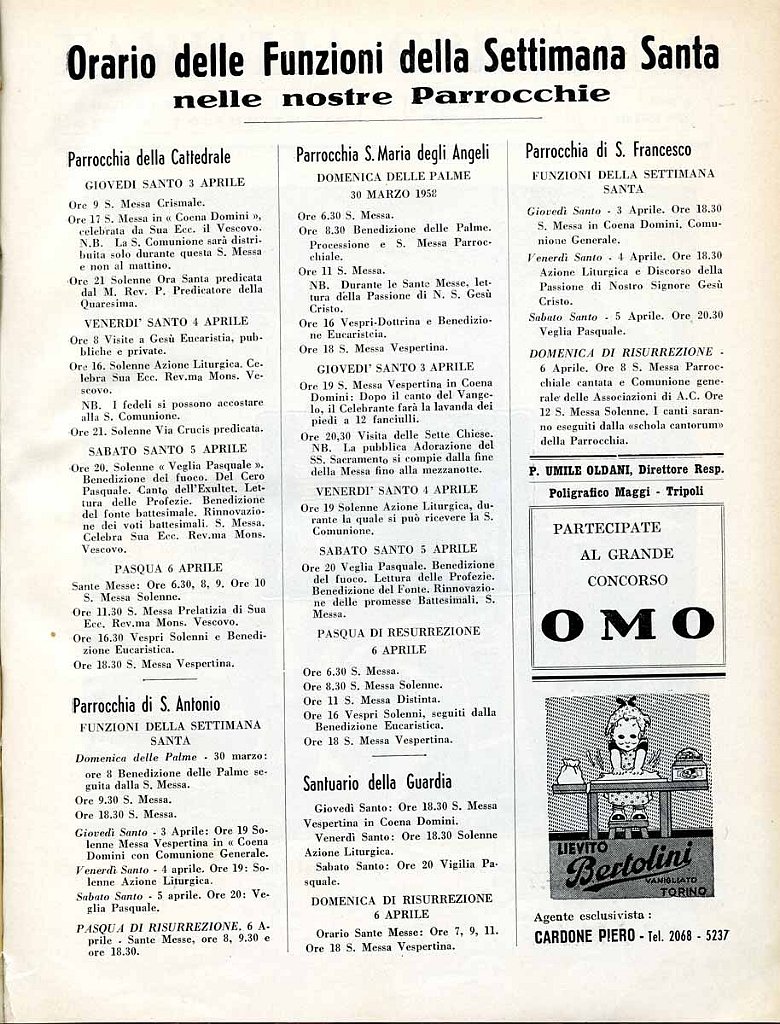 Orario delle Funzioni della Settimana Santa
nelle nostre Parrocchie
Parrocchia della Cattedrale
GIOVEDI SANTO 3 APRILE
Ore 9 S. Messa Crismale.
Ore 17 S. Messa in « Coena Domini »,
celebrata da Sua Ecc. il Vescovo.
N.B. La S. Comunione sarà distri-
buita solo durante questa S. Messa
e non al mattino.
Ore 21 Solenne Ora Santa predicata
dal M. Rev. P. Predicatore della
Quaresima.
VENERDI' SANTO 4 APRILE
Ore 8 Visite a Gesù Eucaristia, pub-
bliche e private.
Ore 16. Solenne Azione Liturgica. Ce-
lebra Sua Ecc. Rev.ma Mons. Ve-
scovo.
NB. I fedeli si possono accostare
alla S. Comunione.
Ore 21. Solenne Via Crucis predicata.
SABATO SANTO 5 APRILE
Ore 20. Solenne « Veglia Pasquale ».
Benedizione del fuoco. Del Cero
Pasquale. Canto dell'Exultet. Let-
tura delle Profezie. Benedizione
del fonte battesimale. Rinnovazio-
ne dei voti battesimali. S. Messa.
Celebra Sua Ecc. Rev.ma Mons.
Vescovo.
PASQUA 6 APRILE
Sante Messe: Ore 6.30, 8, 9. Ore 10
S. Messa Solenne.
Ore 11.30 S. Messa Prelatizia di Sua
Ecc. Rev.ma Mons. Vescovo.
Ore 16.30 Vespri Solenni e Benedi-
zione Eucaristica.
Ore 18.30 S. Messa Vespertina.
Parrocchia di S. Antonio
FUNZIONI DELLA SETTIMANA
SANTA
Domenica delle Palme - 30 marzo:
ore 8 Benedizione delle Palme se-
guita dalla S. Messa.
Ore 9.30 S. Messa.
Ore 18.30 S. Messa.
Giovedì Santo - 3 Aprile: Ore 19 So-
lenne Messa Vespertina in « Coena
Domini con Comunione Generale.
Venerdì Santo - 4 aprile. Ore 19: So-
lenne Azione Liturgica.
Sabato Santo - 5 aprile. Ore 20: Ve-
glia Pasquale.
PASQUA DI RISURREZIONE. 6 A-
prile - Sante Messe, ore 8, 9.30 e
ore 18.30.
Parrocchia S. Maria degli Angeli
DOMENICA DELLE PALME
30 MARZO 1958
Ore 6.30 S. Messa.
Ore 8.30 Benedizione delle Palme.
Processione e S. Messa Parroc-
chiale.
Ore 11 S. Messa.
NB. Durante le Sante Messe. let-
tura della Passione di N. S. Gesù
Cristo.
Ore 16 Vespri-Dottrina e Benedizio-
ne Eucaristcia.
Ore 18 S. Messa Vespertina.
GIOVEDI' SANTO 3 APRILE
Ore 19 S. Messa Vespertina in Coena
Domini: Dopo il canto del Vange-
lo, il Celebrante farà la lavanda dei
piedi a 12 fanciulli.
Ore 20,30 Visita delle Sette Chiese.
NB. La pubblica Adorazione del
SS. Sacramento si compie dalla fine
della Messa fino alla mezzanotte.
VENERDI' SANTO 4 APRILE
Ore 19 Solenne Azione Liturgica, du-
rante la quale si può ricevere la S.
Comunione.
SABATO SANTO 5 APRILE
Ore 20 Veglia Pasquale. Benedizione
del fuoco. Lettura delle Profezie.
Benedizione del Fonte. Rinnovazio-
ne delle promesse Battesimali. S.
Messa.
PASQUA DI RESURREZIONE
6 APRILE
Ore 6.30 S. Messa.
Ore 8.30 S. Messa Solenne.
Ore 11 S. Messa Distinta.
Ore 16 Vespri Solenni, seguiti dalla
Benedizione Eucaristica.
Ore 18 S. Messa Vespertina.
Santuario della Guardia
Giovedì Santo: Ore 18.30 S. Messa
Vespertina in Coena Domini.
Venerdì Santo: Ore 18.30 Solenne
Azione Liturgica.
Sabato Santo: Ore 20 Vigilia Pa-
squale.
DOMENICA DI RISURREZIONE
6 APRILE
Orario Sante Messe: Ore 7, 9, 11.
Ore 18 S. Messa Vespertina.
Parrocchia di S. Francesco
FUNZIONI DELLA SETTIMANA
SANTA
Giovedì Santo - 3 Aprile. Ore 18.30
S. Messa in Coena Domini. Comu-
nione Generale.
Venerdì Santo - 4 Aprile. Ore 18.30
Azione Liturgica e Discorso della
Passione di Nostro Signore Gesù
Cristo.
Sabato Santo - 5 Aprile. Ore 20.30
Veglia Pasquale.
DOMENICA DI RISURREZIONE -
6 Aprile. Ore 8 S. Messa Parroc-
chiale cantata e Comunione gene-
rale delle Associazioni di A.C. Ore
12 S. Messa Solenne. I canti saran-
no eseguiti dalla «schola cantorum»
della Parrocchia.
P. UMILE OLDANI, Direttore Resp.
Poligrafico Maggi - Tripoli
PARTECIPATE
AL GRANDE
CONCORSO
OMO
LIEVITO
Bertolini
VANIGLIATO
TORINO
Agente esclusivista :
CARDONE PIERO - Tel. 2068 - 5237